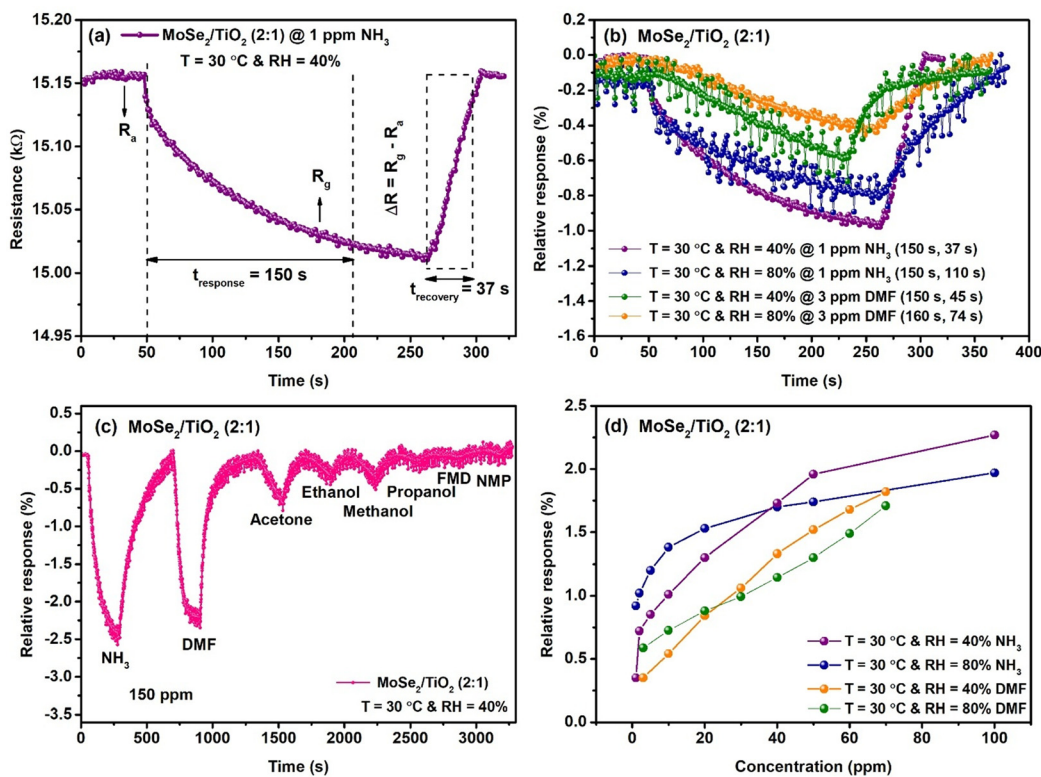 (a) MoSe₂/TiO₂ (2:1) @ 1 ppm NH₃
T = 30 °C & RH = 40%
Rₐ
R_g
ΔR = R_g - Rₐ
t_response = 150 s
t_recovery = 37 s
15.20
15.15
15.10
15.05
15.00
14.95
Resistance (kΩ)
0 50 100 150 200 250 300
Time (s)
(b) MoSe₂/TiO₂ (2:1)
0.0
-0.2
-0.4
-0.6
-0.8
-1.0
-1.2
-1.4
-1.6
Relative response (%)
T = 30 °C & RH = 40% @ 1 ppm NH₃ (150 s, 37 s)
T = 30 °C & RH = 80% @ 1 ppm NH₃ (150 s, 110 s)
T = 30 °C & RH = 40% @ 3 ppm DMF (150 s, 45 s)
T = 30 °C & RH = 80% @ 3 ppm DMF (160 s, 74 s)
0 50 100 150 200 250 300 350 400
Time (s)
(c) MoSe₂/TiO₂ (2:1)
0.5
0.0
-0.5
-1.0
-1.5
-2.0
-2.5
-3.0
-3.5
Relative response (%)
NH₃
DMF
Acetone
Ethanol
Methanol
Propanol
FMD
NMP
150 ppm
MoSe₂/TiO₂ (2:1)
T = 30 °C & RH = 40%
0 500 1000 1500 2000 2500 3000
Time (s)
(d) MoSe₂/TiO₂ (2:1)
2.5
2.0
1.5
1.0
0.5
0.0
Relative response (%)
T = 30 °C & RH = 40% NH₃
T = 30 °C & RH = 80% NH₃
T = 30 °C & RH = 40% DMF
T = 30 °C & RH = 80% DMF
0 20 40 60 80 100
Concentration (ppm)